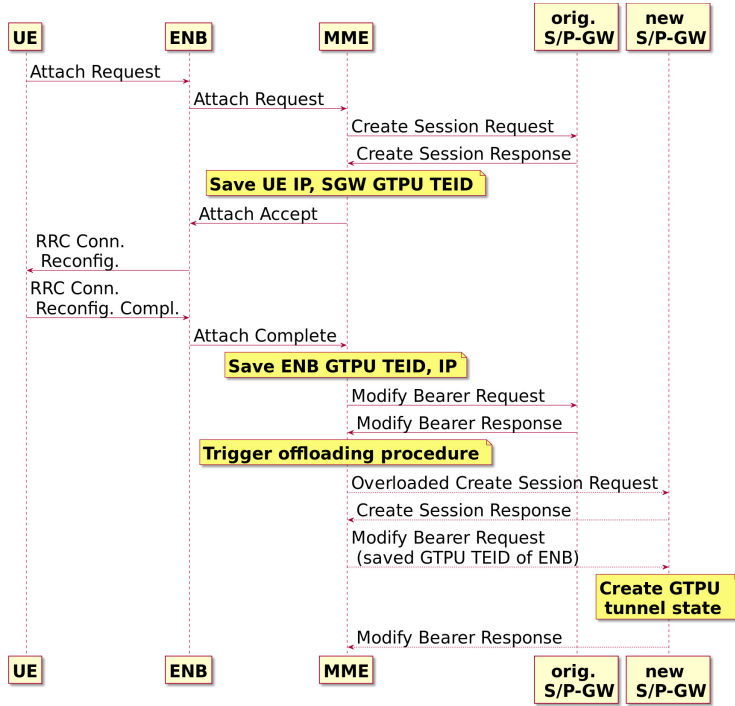 UE
ENB
MME
orig.
S/P-GW
new
S/P-GW
Attach Request
Attach Request
Create Session Request
Create Session Response
Save UE IP, SGW GTPU TEID
Attach Accept
RRC Conn.
Reconfig.
RRC Conn.
Reconfig. Compl.
Attach Complete
Save ENB GTPU TEID, IP
Modify Bearer Request
Modify Bearer Response
Trigger offloading procedure
Overloaded Create Session Request
Create Session Response
Modify Bearer Request
(saved GTPU TEID of ENB)
Create GTPU
tunnel state
Modify Bearer Response
UE
ENB
MME
orig.
S/P-GW
new
S/P-GW